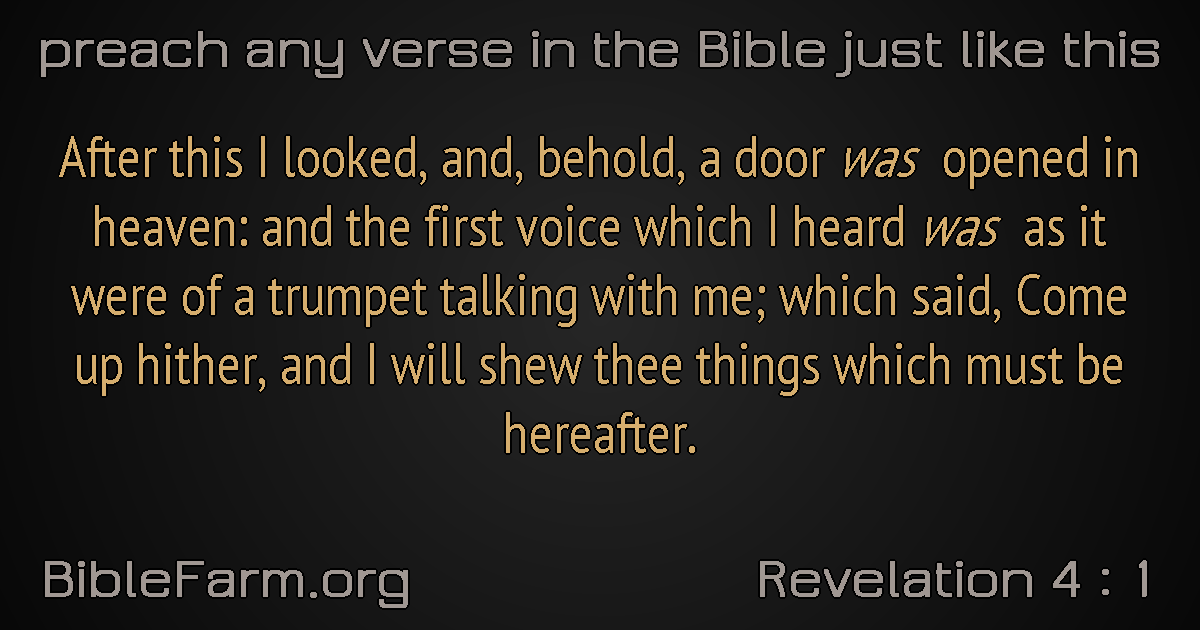 preach any verse in the Bible just like this
After this I looked, and, behold, a door was opened in
heaven: and the first voice which I heard was as it
were of a trumpet talking with me; which said, Come
up hither, and I will shew thee things which must be
hereafter.
BibleFarm.org
Revelation 4 : 1